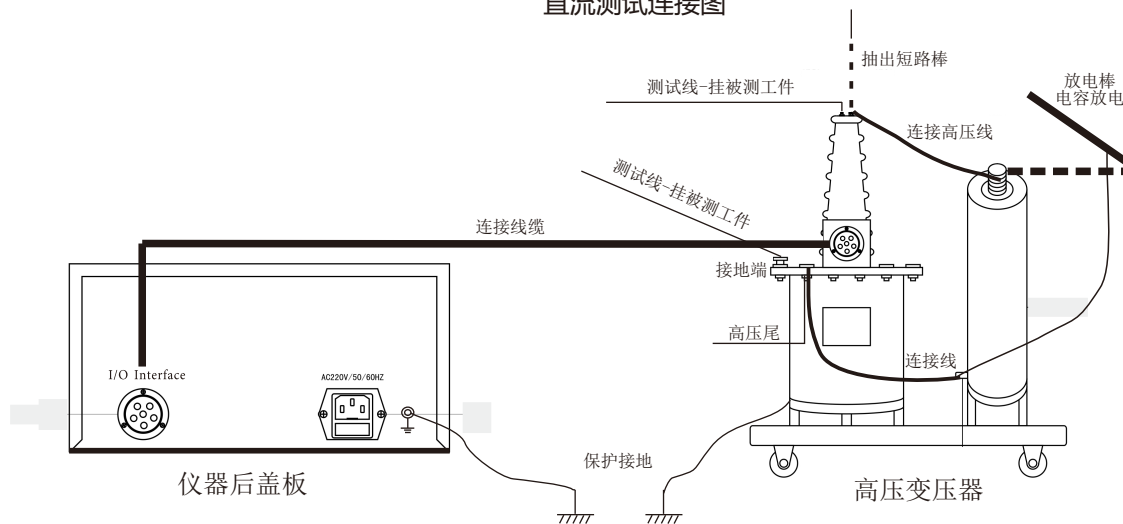 直流测试连接图
抽出短路棒
测试线-挂被测工件
放电棒
电容放电
连接高压线
测试线-挂被测工件
连接线缆
接地端
高压尾
连接线
I/O Interface
AC220V/50/60HZ
保护接地
仪器后盖板
高压变压器